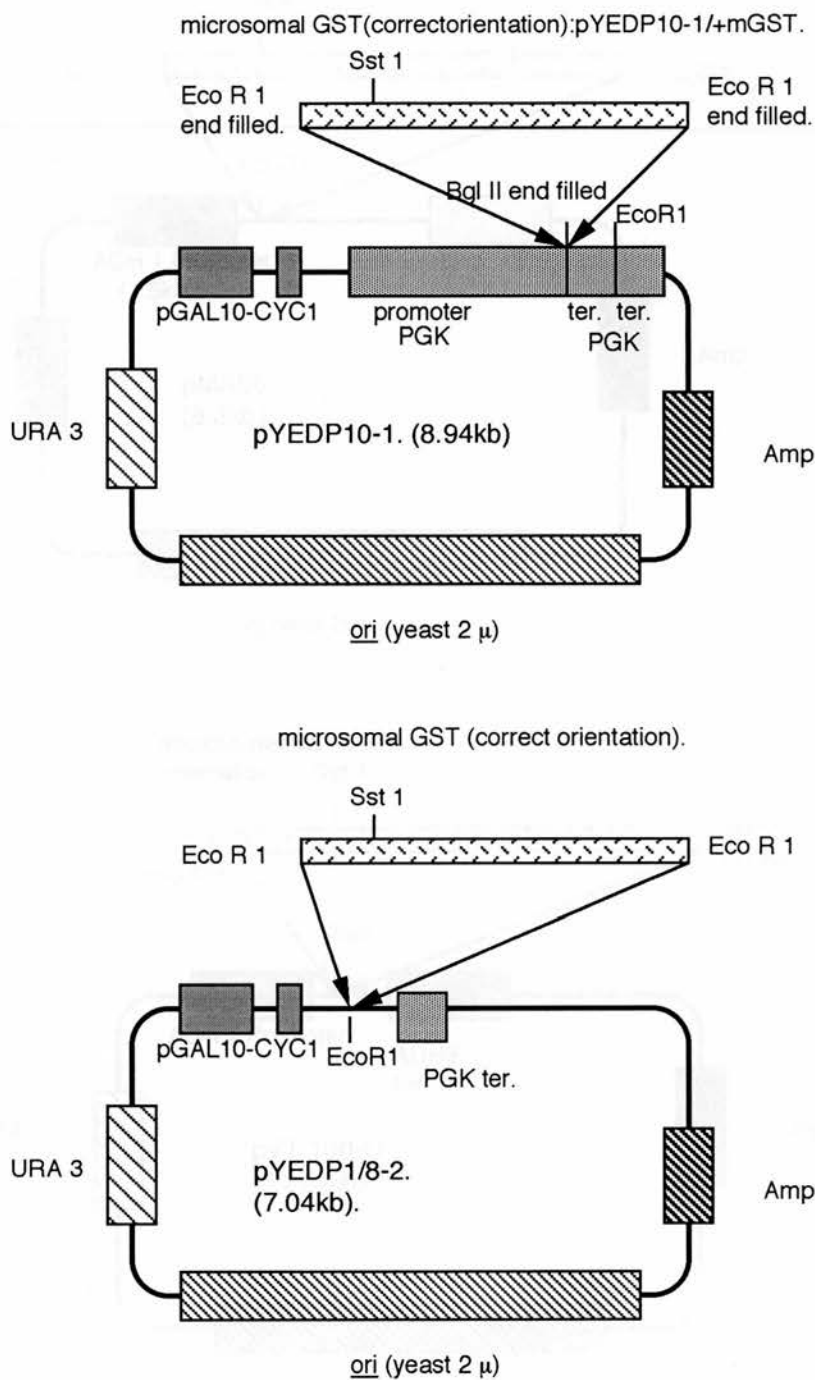 microsomal GST(correctorientation):pYEDP10-1/+mGST.
Sst 1
Eco R 1
end filled.
Eco R 1
end filled.
Bgl II end filled
EcoR1
pGAL10-CYC1
promoter
PGK
ter. ter.
PGK
URA 3
pYEDP10-1. (8.94kb)
Amp
ori (yeast 2 μ)
microsomal GST (correct orientation).
Sst 1
Eco R 1
Eco R 1
pGAL10-CYC1
EcoR1
PGK ter.
URA 3
pYEDP1/8-2.
(7.04kb).
Amp
ori (yeast 2 μ)